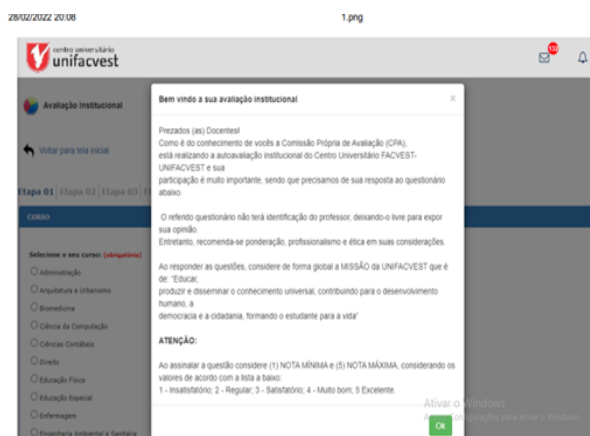 28/02/2022 20:08
1.png
centro universitário
unifacvest
132
Avaliação Institucional
Voltar para tela inicial
Etapa 01 Etapa 02 Etapa 03
CURSO
Selecione o seu curso: (obrigatório)
Administração
Arquitetura e Urbanismo
Biomedicina
Ciência da Computação
Ciências Contábeis
Direito
Educação Física
Educação Especial
Enfermagem
Engenharia Ambiental e Sanitária
Bem vindo a sua avaliação institucional
×
Prezados (as) Docentes!
Como é do conhecimento de vocês a Comissão Própria de Avaliação (CPA),
está realizando a autoavaliação institucional do Centro Universitário FACVEST-
UNIFACVEST e sua
participação é muito importante, sendo que precisamos de sua resposta ao questionário
abaixo.
O referido questionário não terá identificação do professor, deixando-o livre para expor
sua opinião.
Entretanto, recomenda-se ponderação, profissionalismo e ética em suas considerações.
Ao responder as questões, considere de forma global a MISSÃO da UNIFACVEST que é
de: "Educar,
produzir e disseminar o conhecimento universal, contribuindo para o desenvolvimento
humano, a
democracia e a cidadania, formando o estudante para a vida"
ATENÇÃO:
Ao assinalar a questão considere (1) NOTA MÍNIMA e (5) NOTA MÁXIMA, considerando os
valores de acordo com a lista a baixo:
1 - Insatisfatório; 2 - Regular; 3 - Satisfatório; 4 - Muito bom; 5 Excelente.
Ok
Ativar o Windows
Configurações para ativar o Windows.